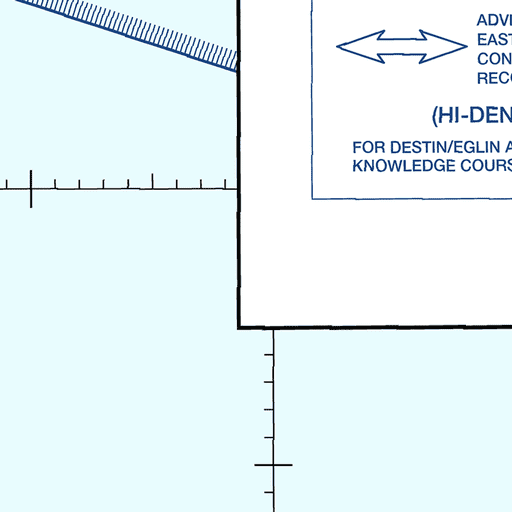 ADV
EAST
CON
REC
(HI-DEN
FOR DESTIN/EGLIN A
KNOWLEDGE COURS